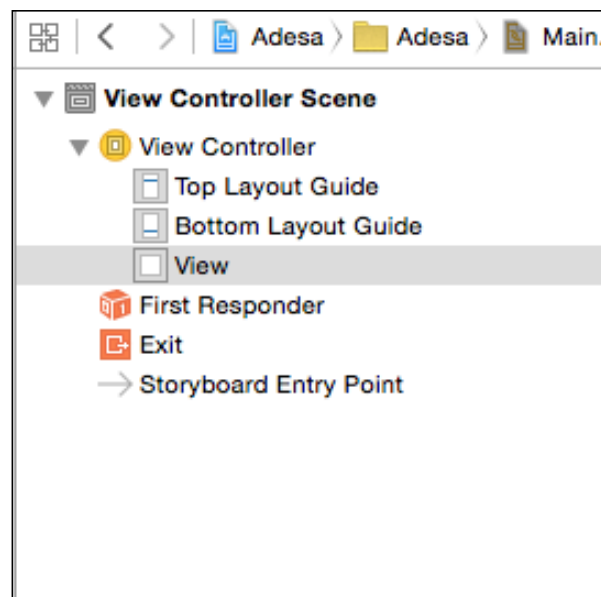 Adesa Adesa Main.
View Controller Scene
View Controller
Top Layout Guide
Bottom Layout Guide
View
First Responder
Exit
Storyboard Entry Point